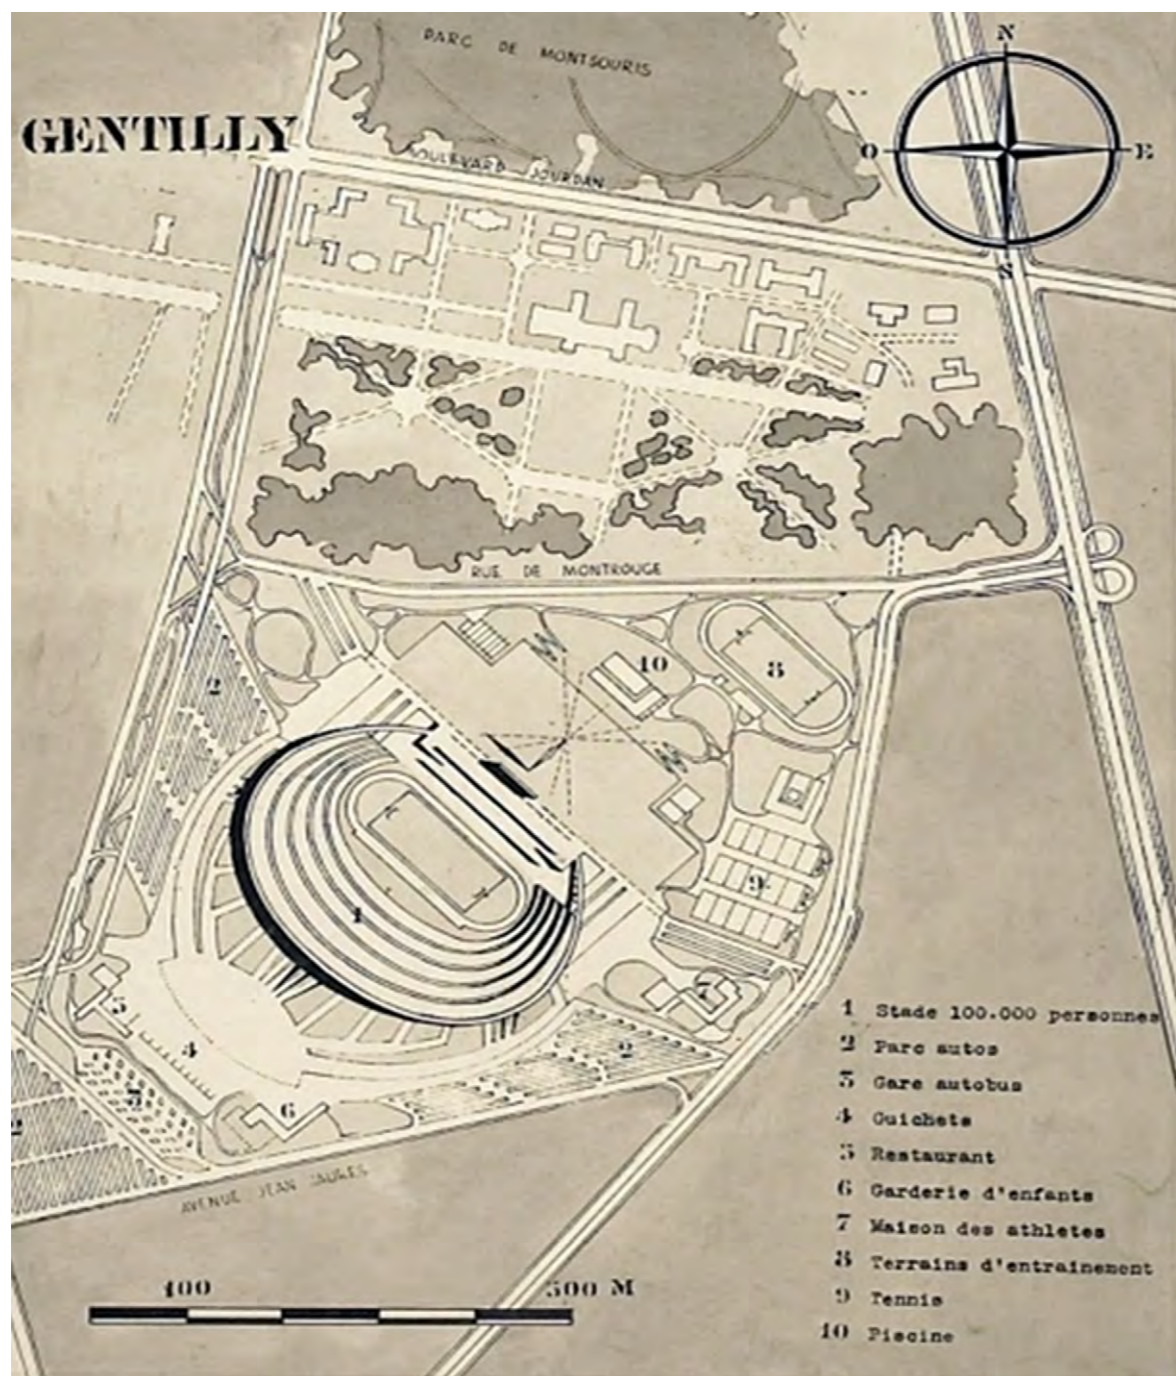 PARC DE MONTSOURIS
N
GENTILLY
O
E
BOULEVARD JOURDAN
S
RUE DE MONTROUGE
10
8
2
9
1
7
5
4
2
3
6
2
AVENUE JEAN JAURES
1 Stade 100.000 personnes
2 Parc autos
3 Gare autobus
4 Guichets
5 Restaurant
6 Garderie d'enfants
7 Maison des athletes
8 Terrains d'entrainement
9 Tennis
10 Piscine
100
500 M